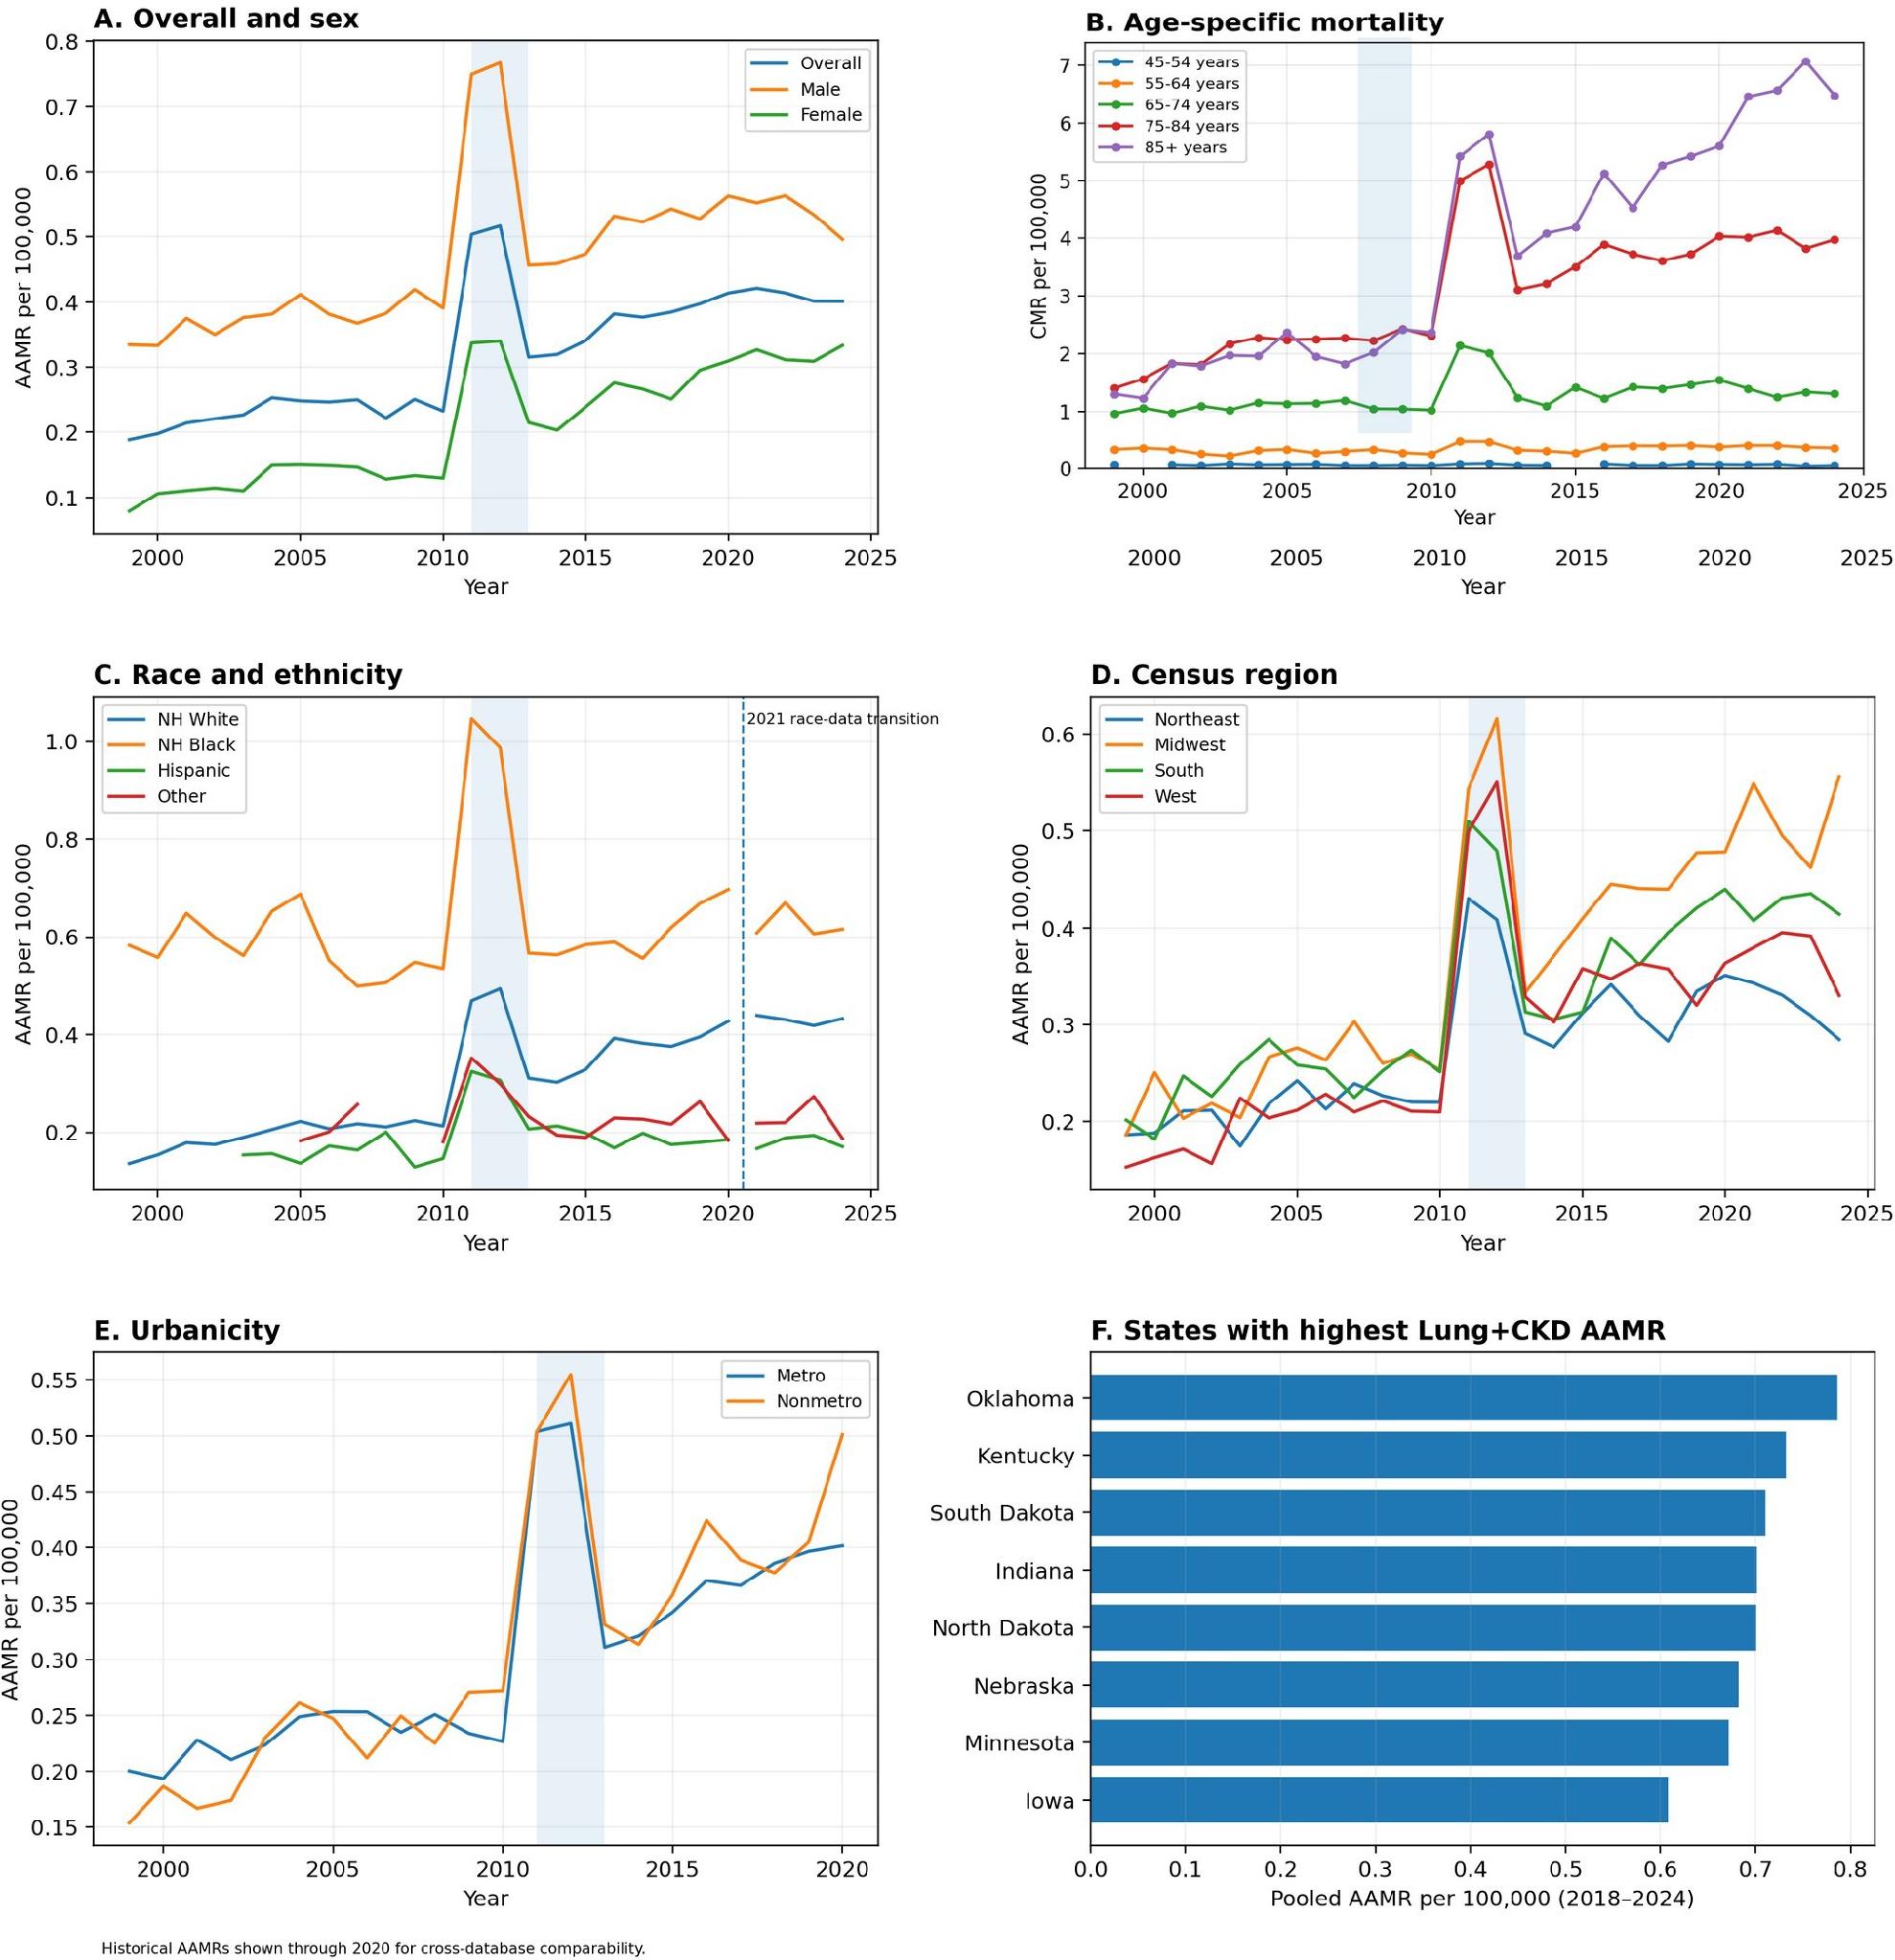 A. Overall and sex
AAMR per 100,000
0.8
0.7
0.6
0.5
0.4
0.3
0.2
0.1
Overall
Male
Female
2000 2005 2010 2015 2020 2025
Year
B. Age-specific mortality
CMR per 100,000
7
6
5
4
3
2
1
0
45-54 years
55-64 years
65-74 years
75-84 years
85+ years
2000 2005 2010 2015 2020 2025
Year
2000 2005 2010 2015 2020 2025
Year
C. Race and ethnicity
AAMR per 100,000
1.0
0.8
0.6
0.4
0.2
NH White
NH Black
Hispanic
Other
2021 race-data transition
2000 2005 2010 2015 2020 2025
Year
D. Census region
AAMR per 100,000
0.6
0.5
0.4
0.3
0.2
Northeast
Midwest
South
West
2000 2005 2010 2015 2020 2025
Year
E. Urbanicity
AAMR per 100,000
0.55
0.50
0.45
0.40
0.35
0.30
0.25
0.20
0.15
Metro
Nonmetro
2000 2005 2010 2015 2020
Year
F. States with highest Lung+CKD AAMR
Oklahoma
Kentucky
South Dakota
Indiana
North Dakota
Nebraska
Minnesota
Iowa
0.0 0.1 0.2 0.3 0.4 0.5 0.6 0.7 0.8
Pooled AAMR per 100,000 (2018–2024)
Historical AAMRs shown through 2020 for cross-database comparability.